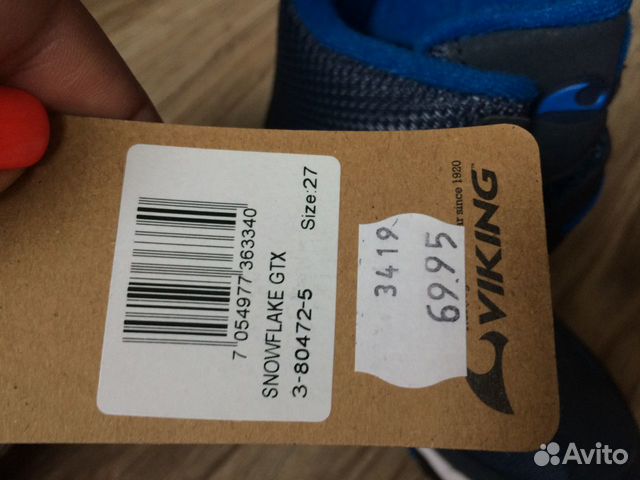 7 054977 363340
SNOWFLAKE GTX
3-80472-5 Size:27
3419
69.95
VIKING
since 1920
Avito